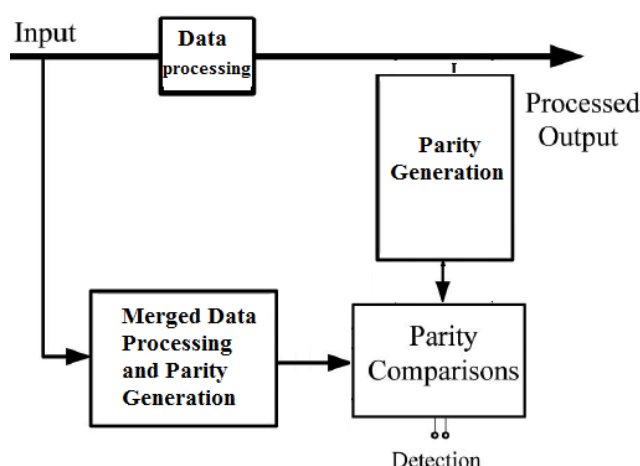 Input
Data
processing
Processed
Output
Parity
Generation
Merged Data
Processing
and Parity
Generation
Parity
Comparisons
Detection